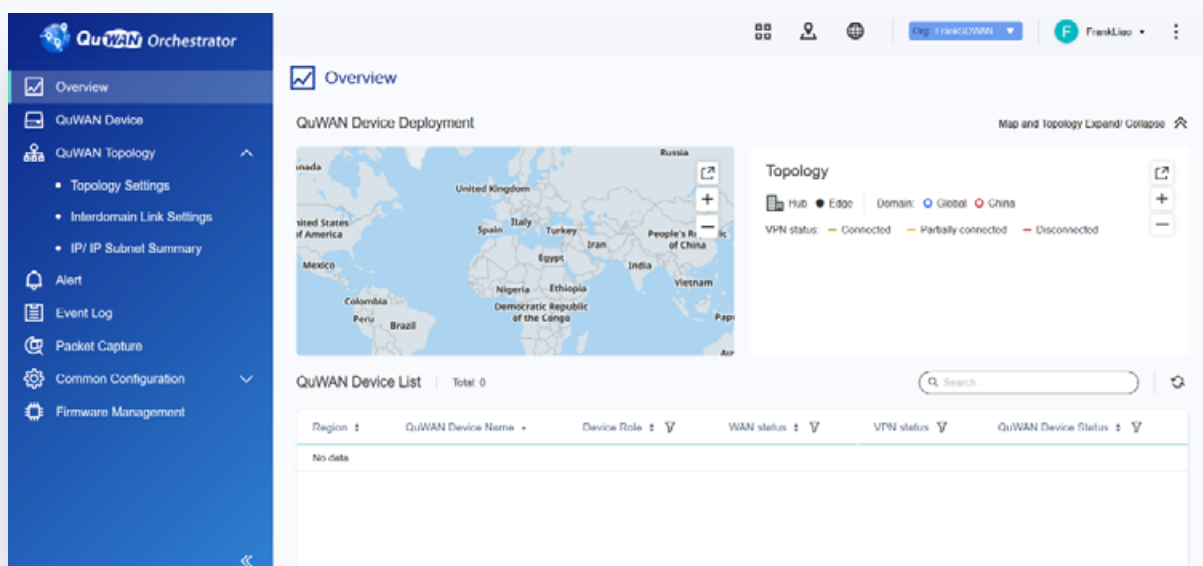 QuWAN Orchestrator
Org: FrankSDWAN
F
FrankLiao
Overview
QuWAN Device
QuWAN Topology
Topology Settings
Interdomain Link Settings
IP/ IP Subnet Summary
Alert
Event Log
Packet Capture
Common Configuration
Firmware Management
Overview
QuWAN Device Deployment
Map and Topology Expand/ Collapse
Russia
United Kingdom
Italy
Spain
Turkey
Iran
of China
of America
Mexico
Egypt
India
Nigeria
Ethiopia
Vietnam
Colombia
Democratic Republic
of the Congo
Peru
Brazil
Topology
Hub Edge Domain: Global China
VPN status: Connected Partially connected Disconnected
QuWAN Device List Total: 0
Search
Region QuWAN Device Name Device Role WAN status VPN status QuWAN Device Status
No data